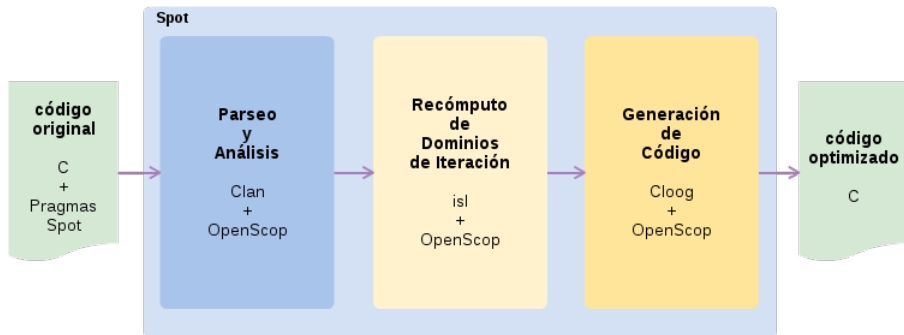 Spot
código
original
C
+
Pragmas
Spot
Parseo
y
Análisis
Clan
+
OpenScop
Recómputo
de
Dominios
de Iteración
isl
+
OpenScop
Generación
de
Código
Cloog
+
OpenScop
código
optimizado
C